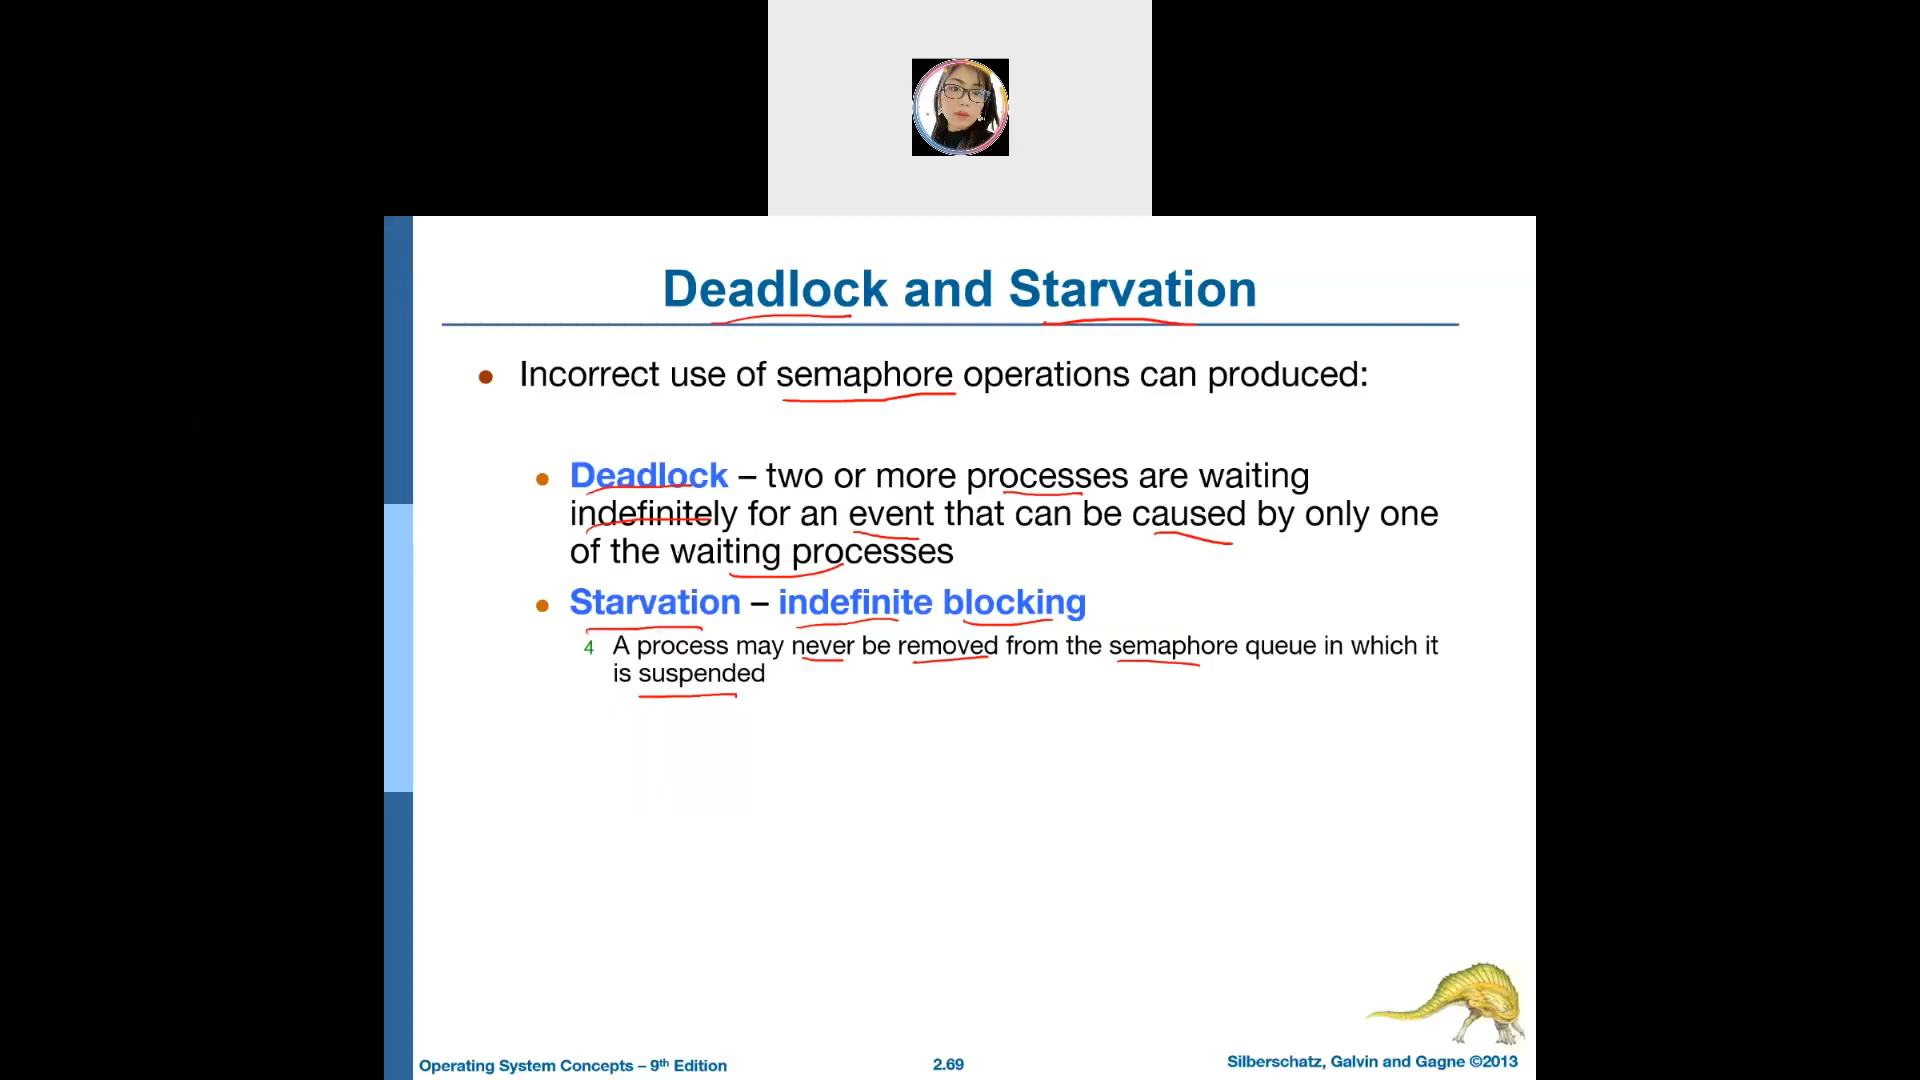 Deadlock and Starvation
• Incorrect use of semaphore operations can produced:
• Deadlock – two or more processes are waiting
indefinitely for an event that can be caused by only one
of the waiting processes
• Starvation – indefinite blocking
4 A process may never be removed from the semaphore queue in which it
is suspended
Operating System Concepts – 9th Edition
2.69
Silberschatz, Galvin and Gagne ©2013